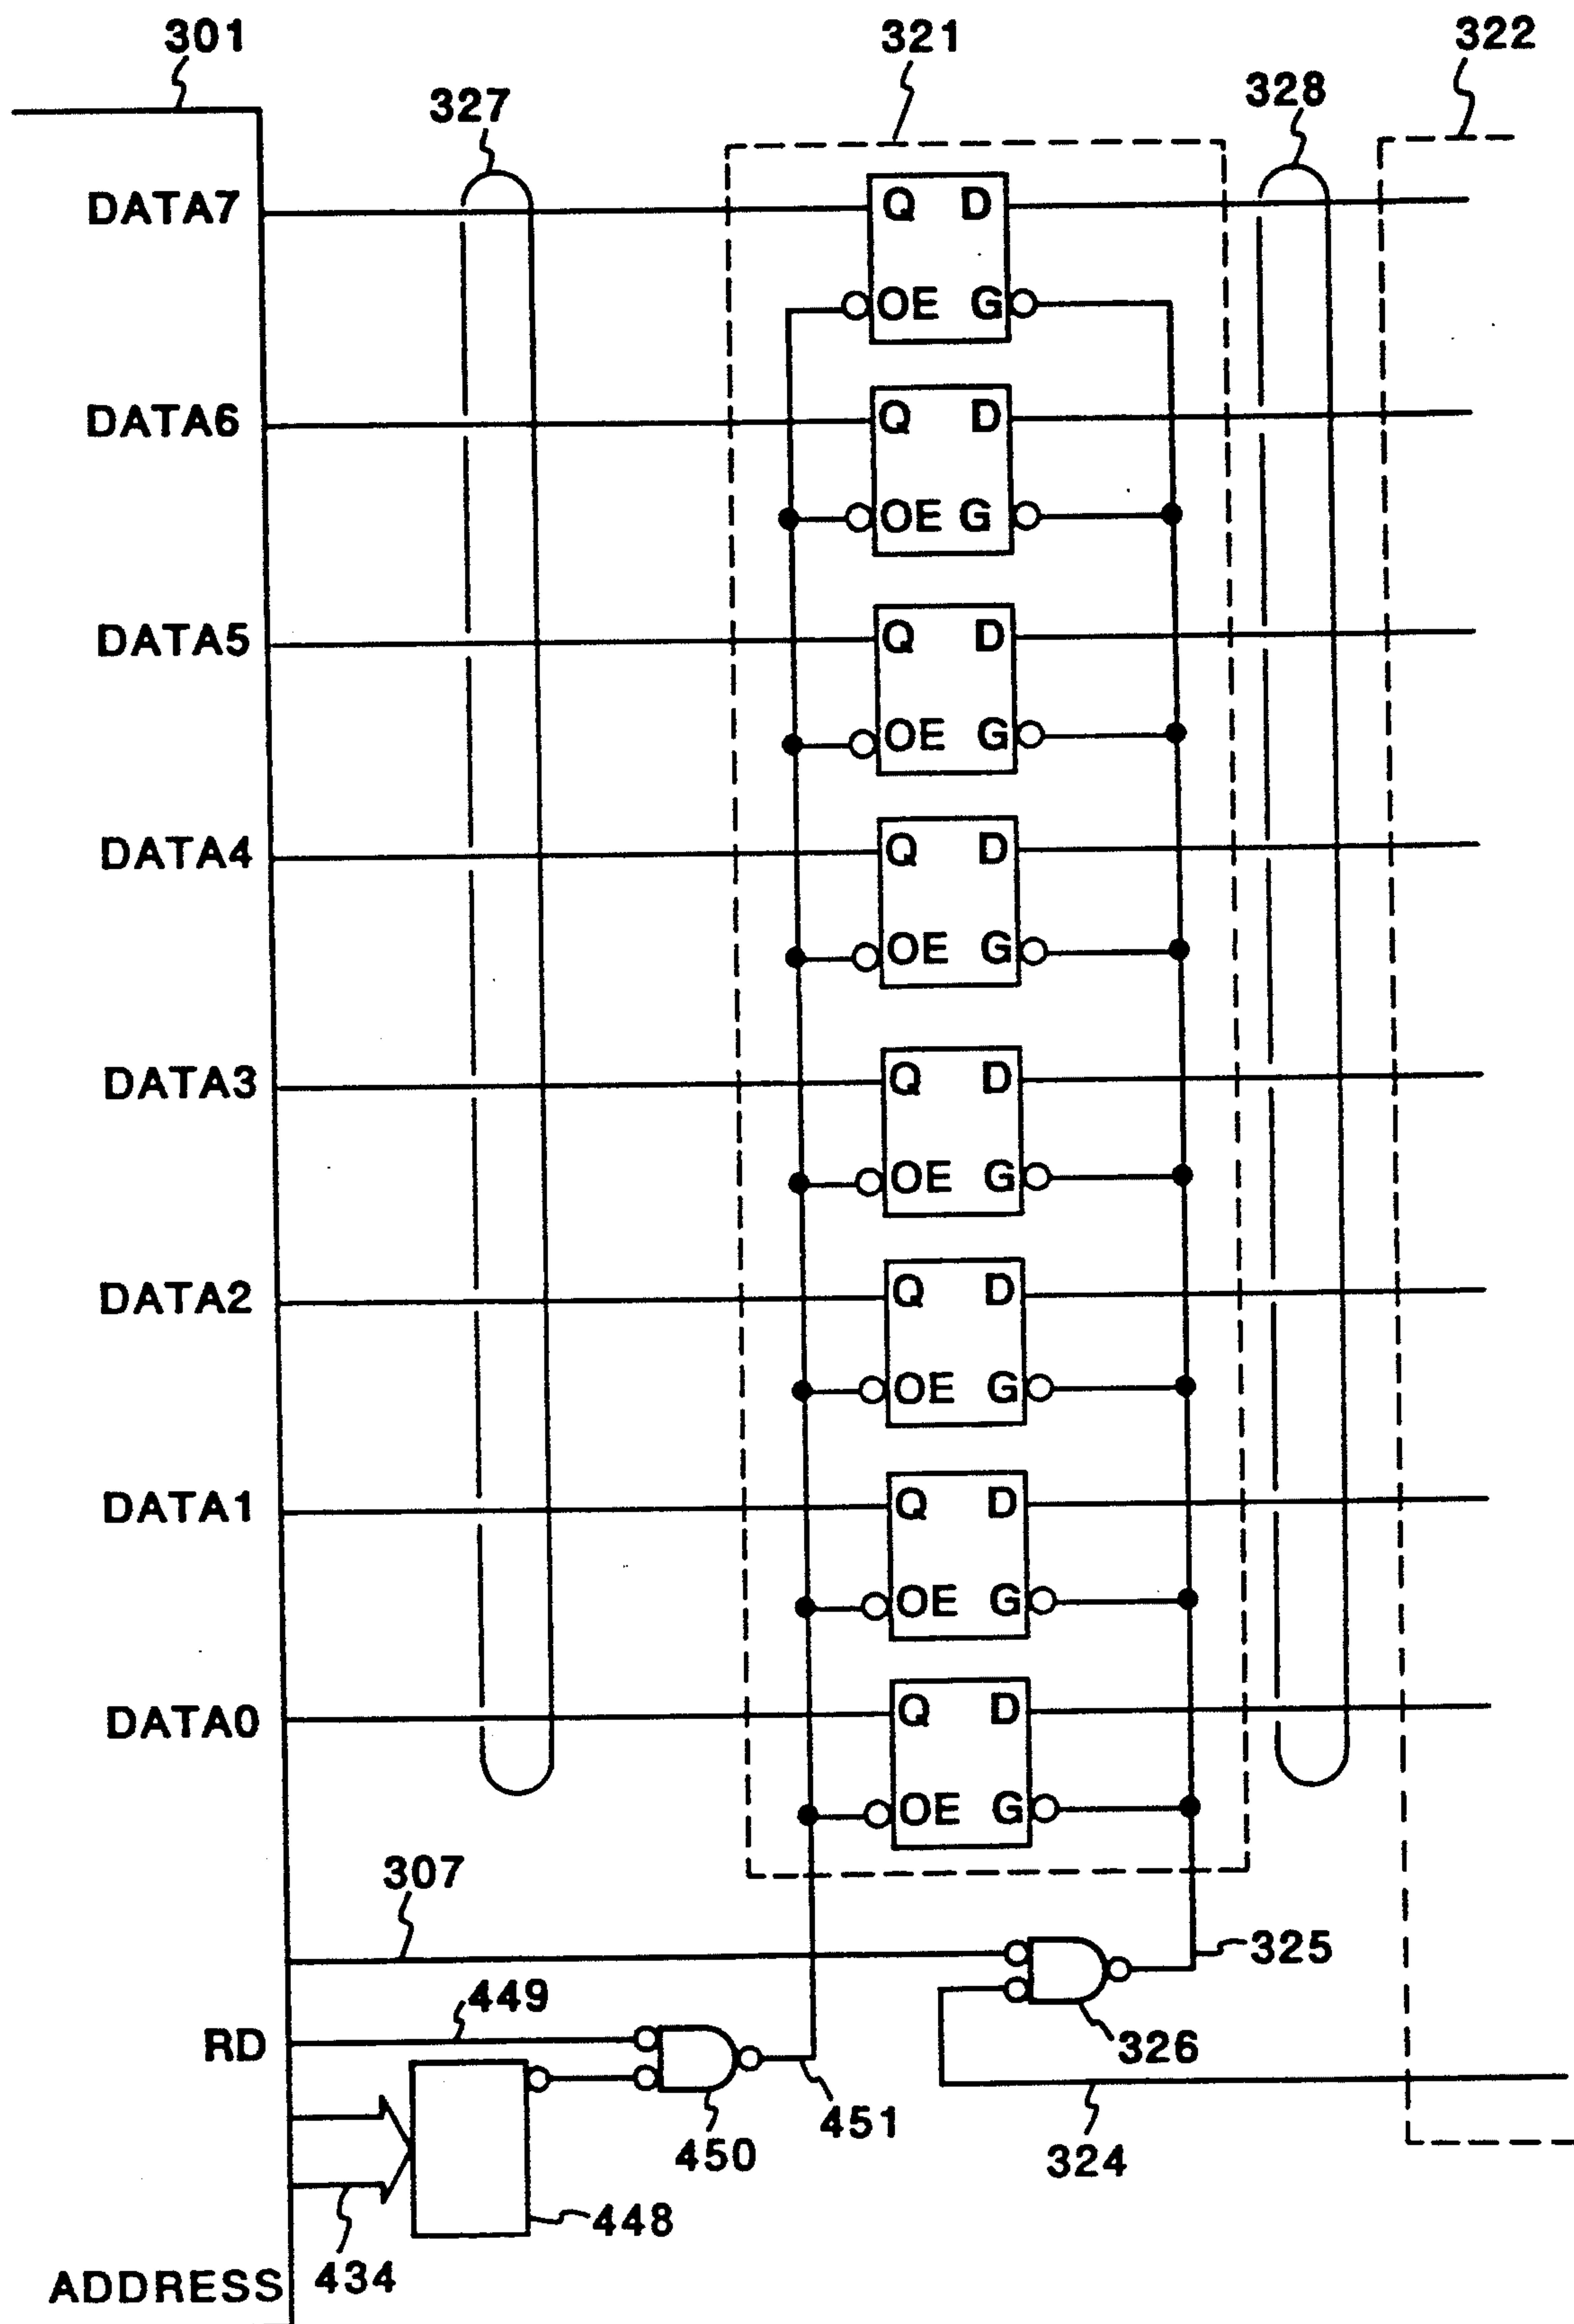 301
321
322
327
328
DATA7
Q D
OE G
DATA6
Q D
OE G
DATA5
Q D
OE G
DATA4
Q D
OE G
DATA3
Q D
OE G
DATA2
Q D
OE G
DATA1
Q D
OE G
DATA0
Q D
OE G
307
325
449
RD
326
451
450
324
448
434
ADDRESS